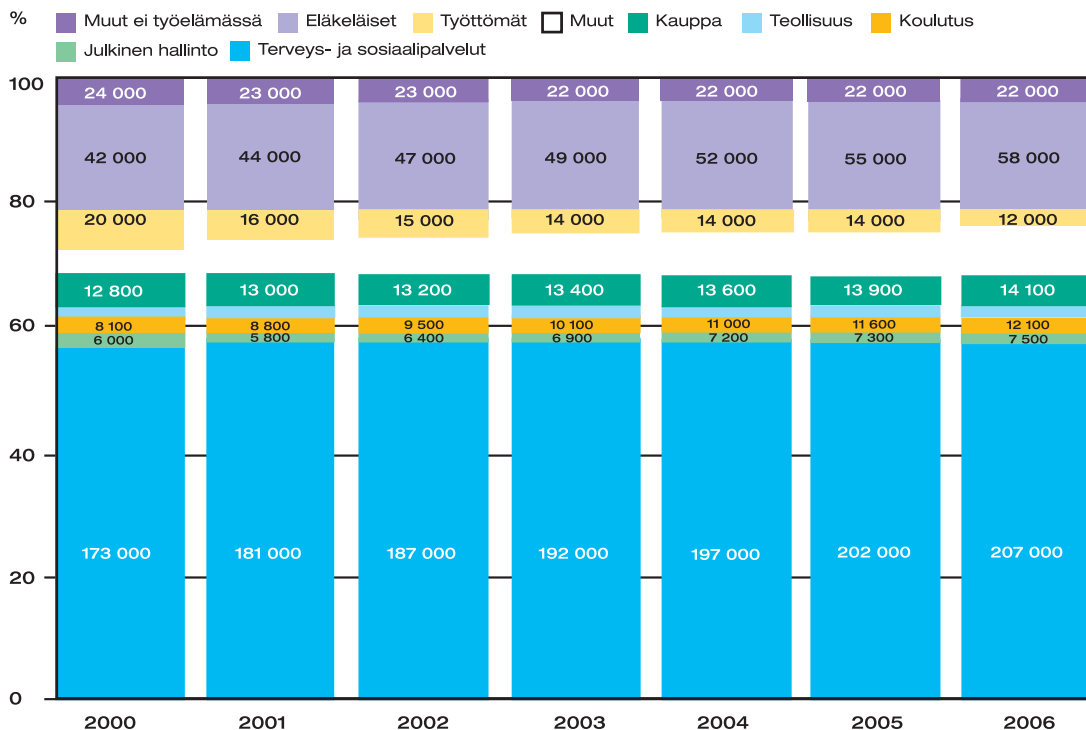 % Muut ei työelämässä Eläkeläiset Työttömät Muut Kauppa Teollisuus Koulutus
Julkinen hallinto Terveys- ja sosiaalipalvelut
100
24 000 23 000 23 000 22 000 22 000 22 000 22 000
42 000 44 000 47 000 49 000 52 000 55 000 58 000
80
20 000 16 000 15 000 14 000 14 000 14 000 12 000
12 800 13 000 13 200 13 400 13 600 13 900 14 100
60
8 100 8 800 9 500 10 100 11 000 11 600 12 100
6 000 5 800 6 400 6 900 7 200 7 300 7 500
40
173 000 181 000 187 000 192 000 197 000 202 000 207 000
20
0
2000 2001 2002 2003 2004 2005 2006